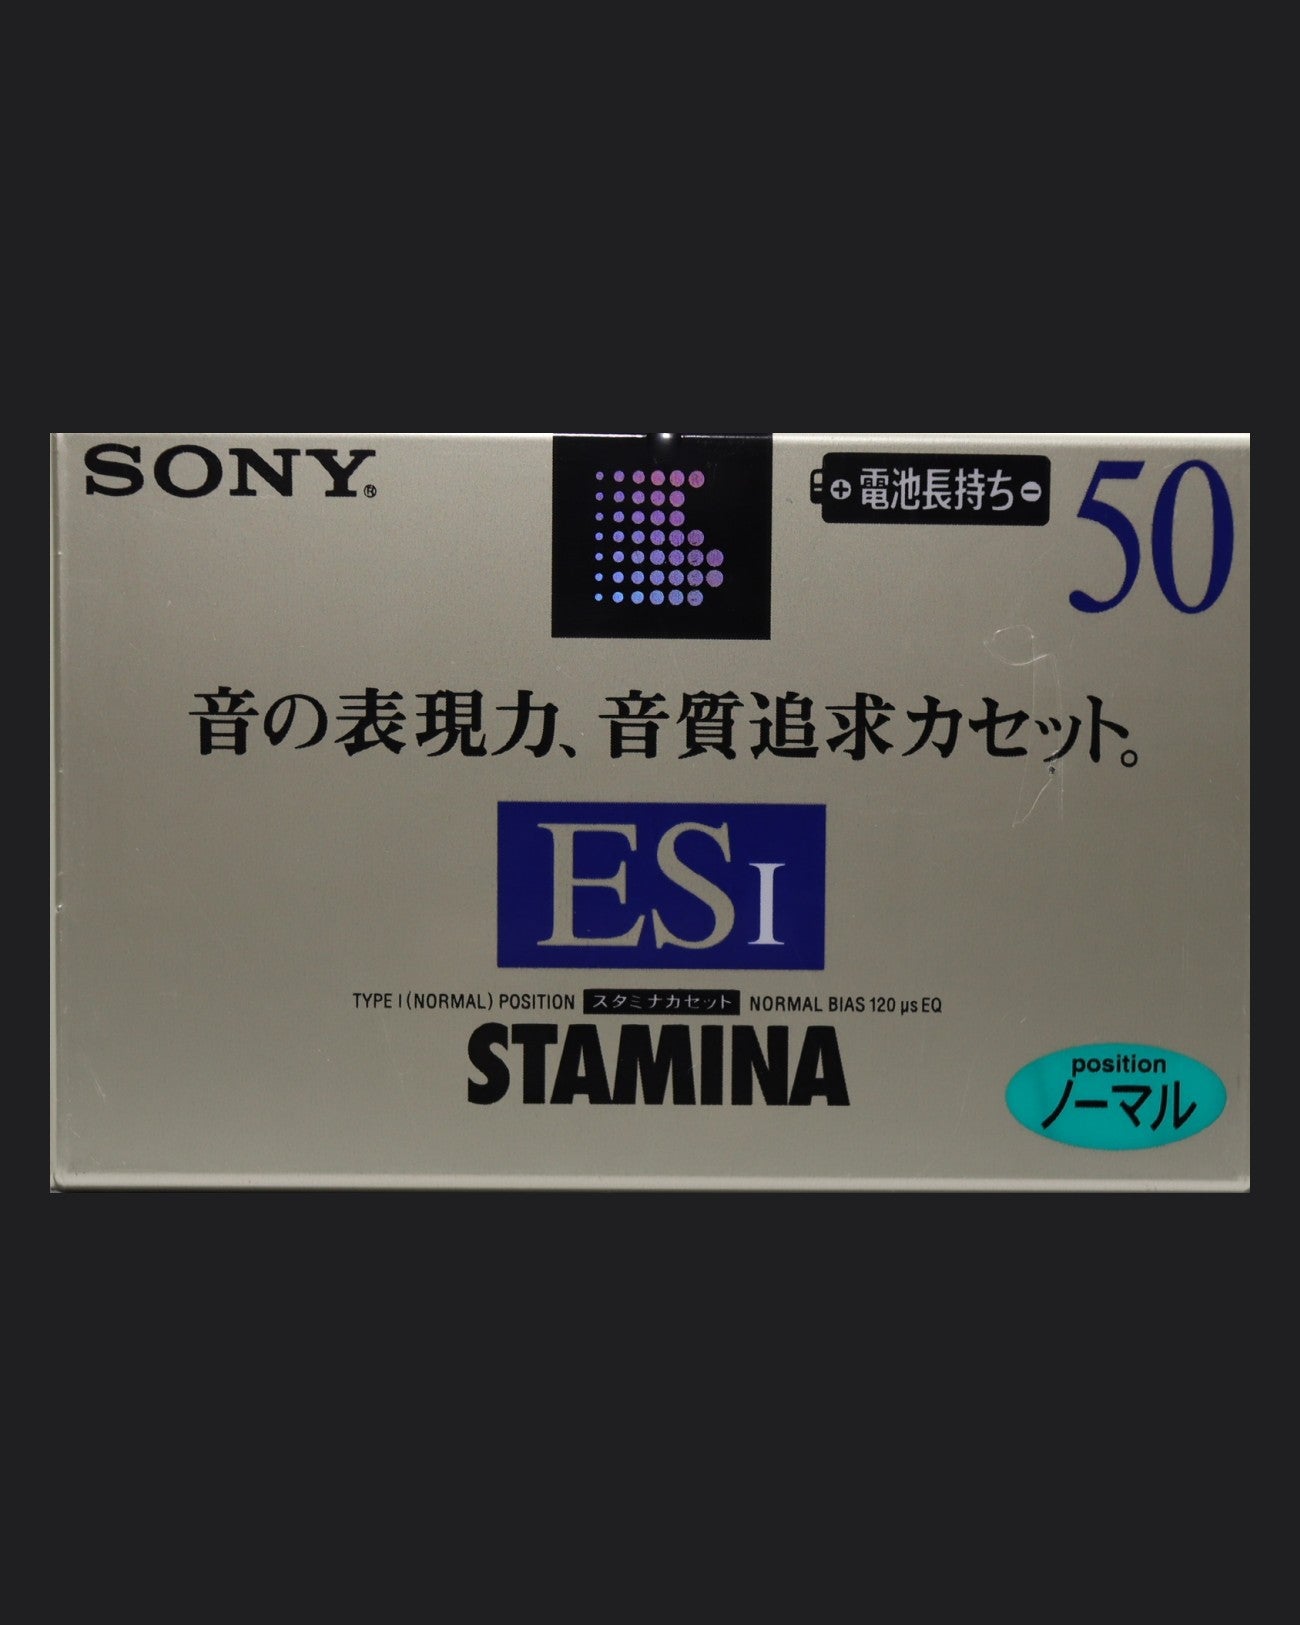 SONY®
+ 電池長持ち -
50
音の表現力、音質追求カセット。
ES I
TYPE I (NORMAL) POSITION スタミナカセット NORMAL BIAS 120 µs EQ
STAMINA
position
ノーマル